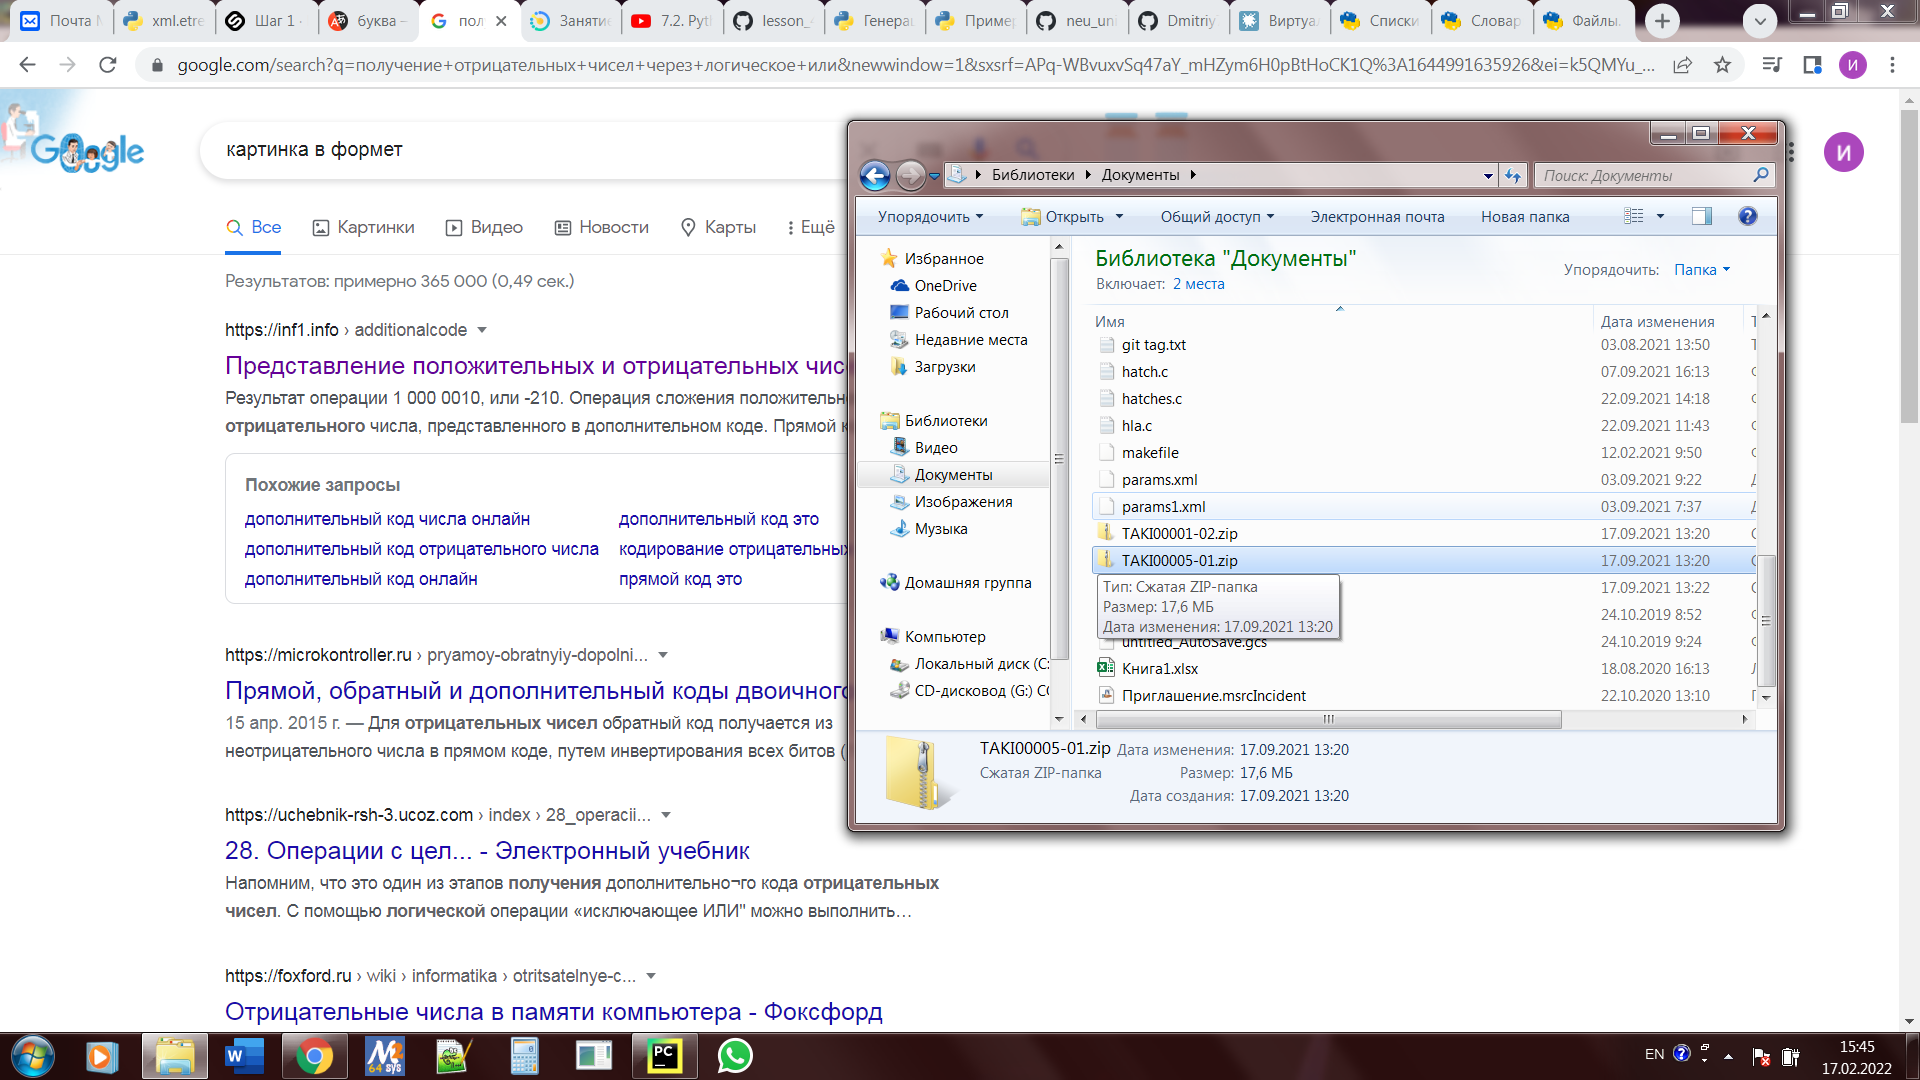 Почта М
xml.etre
Шаг 1 -
буква –
пол
Заняти
7.2. Pyt
lesson_
Генера
Пример
neu_uni
Dmitriy
Виртуа
Списки
Словар
Файлы.
google.com/search?q=получение+отрицательных+чисел+через+логическое+или&newwindow=1&sxsrf=APq-WBvuxvSq47aY_mHZym6H0pBtHoCK1Q%3A1644991635926&ei=k5QMYu_...
И
Google
картинка в формет
И
Все
Картинки
Видео
Новости
Карты
Ещё
Результатов: примерно 365 000 (0,49 сек.)
https://inf1.info › additionalcode
Представление положительных и отрицательных чис
Результат операции 1 000 0010, или -210. Операция сложения положительн
отрицательного числа, представленного в дополнительном коде. Прямой к
Похожие запросы
дополнительный код числа онлайн
дополнительный код это
дополнительный код отрицательного числа
кодирование отрицательных
дополнительный код онлайн
прямой код это
https://microkontroller.ru › pryamoy-obratnyiy-dopolni...
Прямой, обратный и дополнительный коды двоичного
15 апр. 2015 г. — Для отрицательных чисел обратный код получается из
неотрицательного числа в прямом коде, путем инвертирования всех битов (
https://uchebnik-rsh-3.ucoz.com › index › 28_operacii...
28. Операции с цел... - Электронный учебник
Напомним, что это один из этапов получения дополнительно¬го кода отрицательных
чисел. С помощью логической операции «исключающее ИЛИ" можно выполнить...
https://foxford.ru › wiki › informatika › otritsatelnye-c...
Отрицательные числа в памяти компьютера - Фоксфорд
Библиотеки
Документы
Поиск: Документы
Упорядочить
Открыть
Общий доступ
Электронная почта
Новая папка
Избранное
OneDrive
Рабочий стол
Недавние места
Загрузки
Библиотеки
Видео
Документы
Изображения
Музыка
Домашняя группа
Компьютер
Локальный диск (C:
CD-дисковод (G:) C
Библиотека "Документы"
Включает: 2 места
Упорядочить: Папка
Имя
Дата изменения
git tag.txt 03.08.2021 13:50
hatch.c 07.09.2021 16:13
hatches.c 22.09.2021 14:18
hla.c 22.09.2021 11:43
makefile 12.02.2021 9:50
params.xml 03.09.2021 9:22
params1.xml 03.09.2021 7:37
TAKI00001-02.zip 17.09.2021 13:20
TAKI00005-01.zip 17.09.2021 13:20
17.09.2021 13:22
24.10.2019 8:52
untitled_AutoSave.gcs 24.10.2019 9:24
Книга1.xlsx 18.08.2020 16:13
Приглашение.msrcIncident 22.10.2020 13:10
Тип: Сжатая ZIP-папка
Размер: 17,6 МБ
Дата изменения: 17.09.2021 13:20
TAKI00005-01.zip Дата изменения: 17.09.2021 13:20
Сжатая ZIP-папка Размер: 17,6 МБ
Дата создания: 17.09.2021 13:20
W
M2
64 sys
PC
EN
15:45
17.02.2022